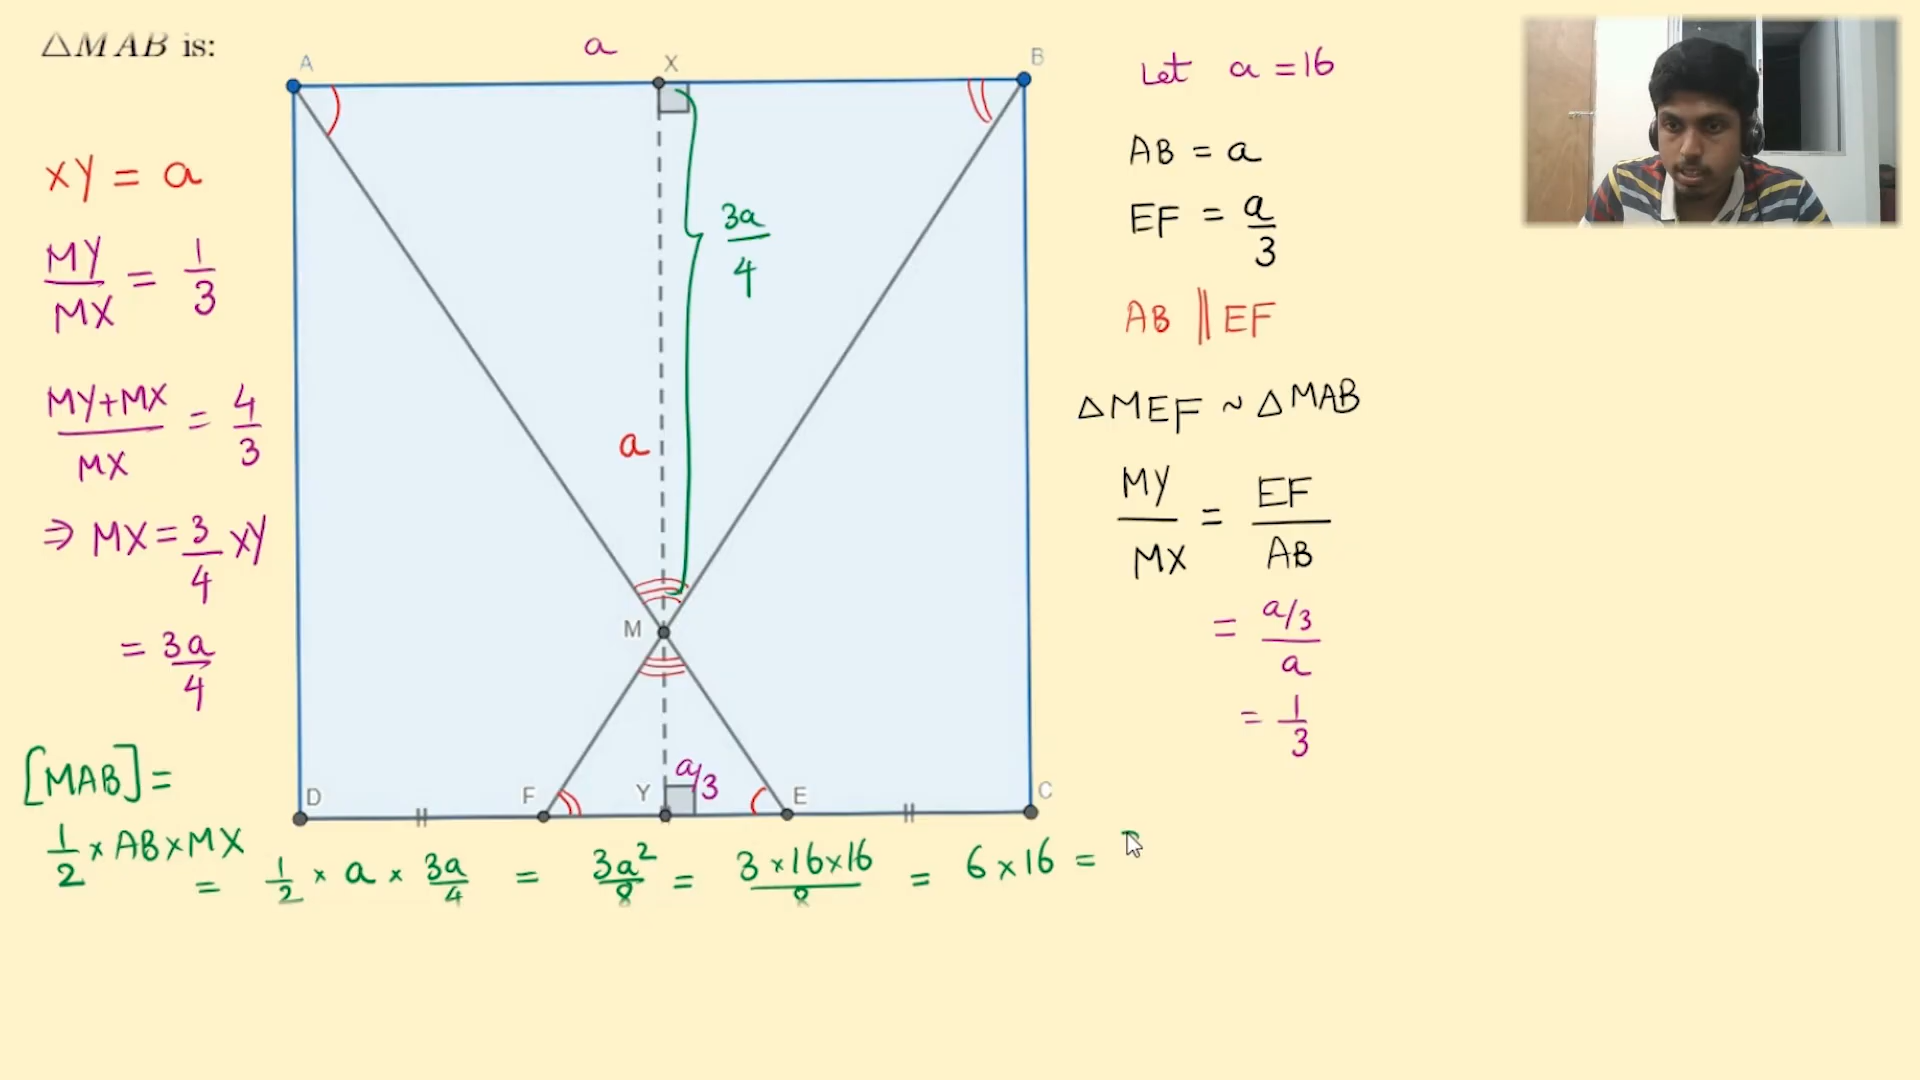 △MAB is:
XY = a
MY/MX = 1/3
MY+MX/MX = 4/3
⇒ MX = 3/4 XY
= 3a/4
[MAB] =
1/2 × AB × MX
= 1/2 × a × 3a/4 = 3a²/8 = 3×16×16/8 = 6×16 =
a
A
X
B
3a/4
a
M
a/3
D
F
Y
E
C
Let a = 16
AB = a
EF = a/3
AB || EF
△MEF ~ △MAB
MY/MX = EF/AB
= a/3/a
= 1/3